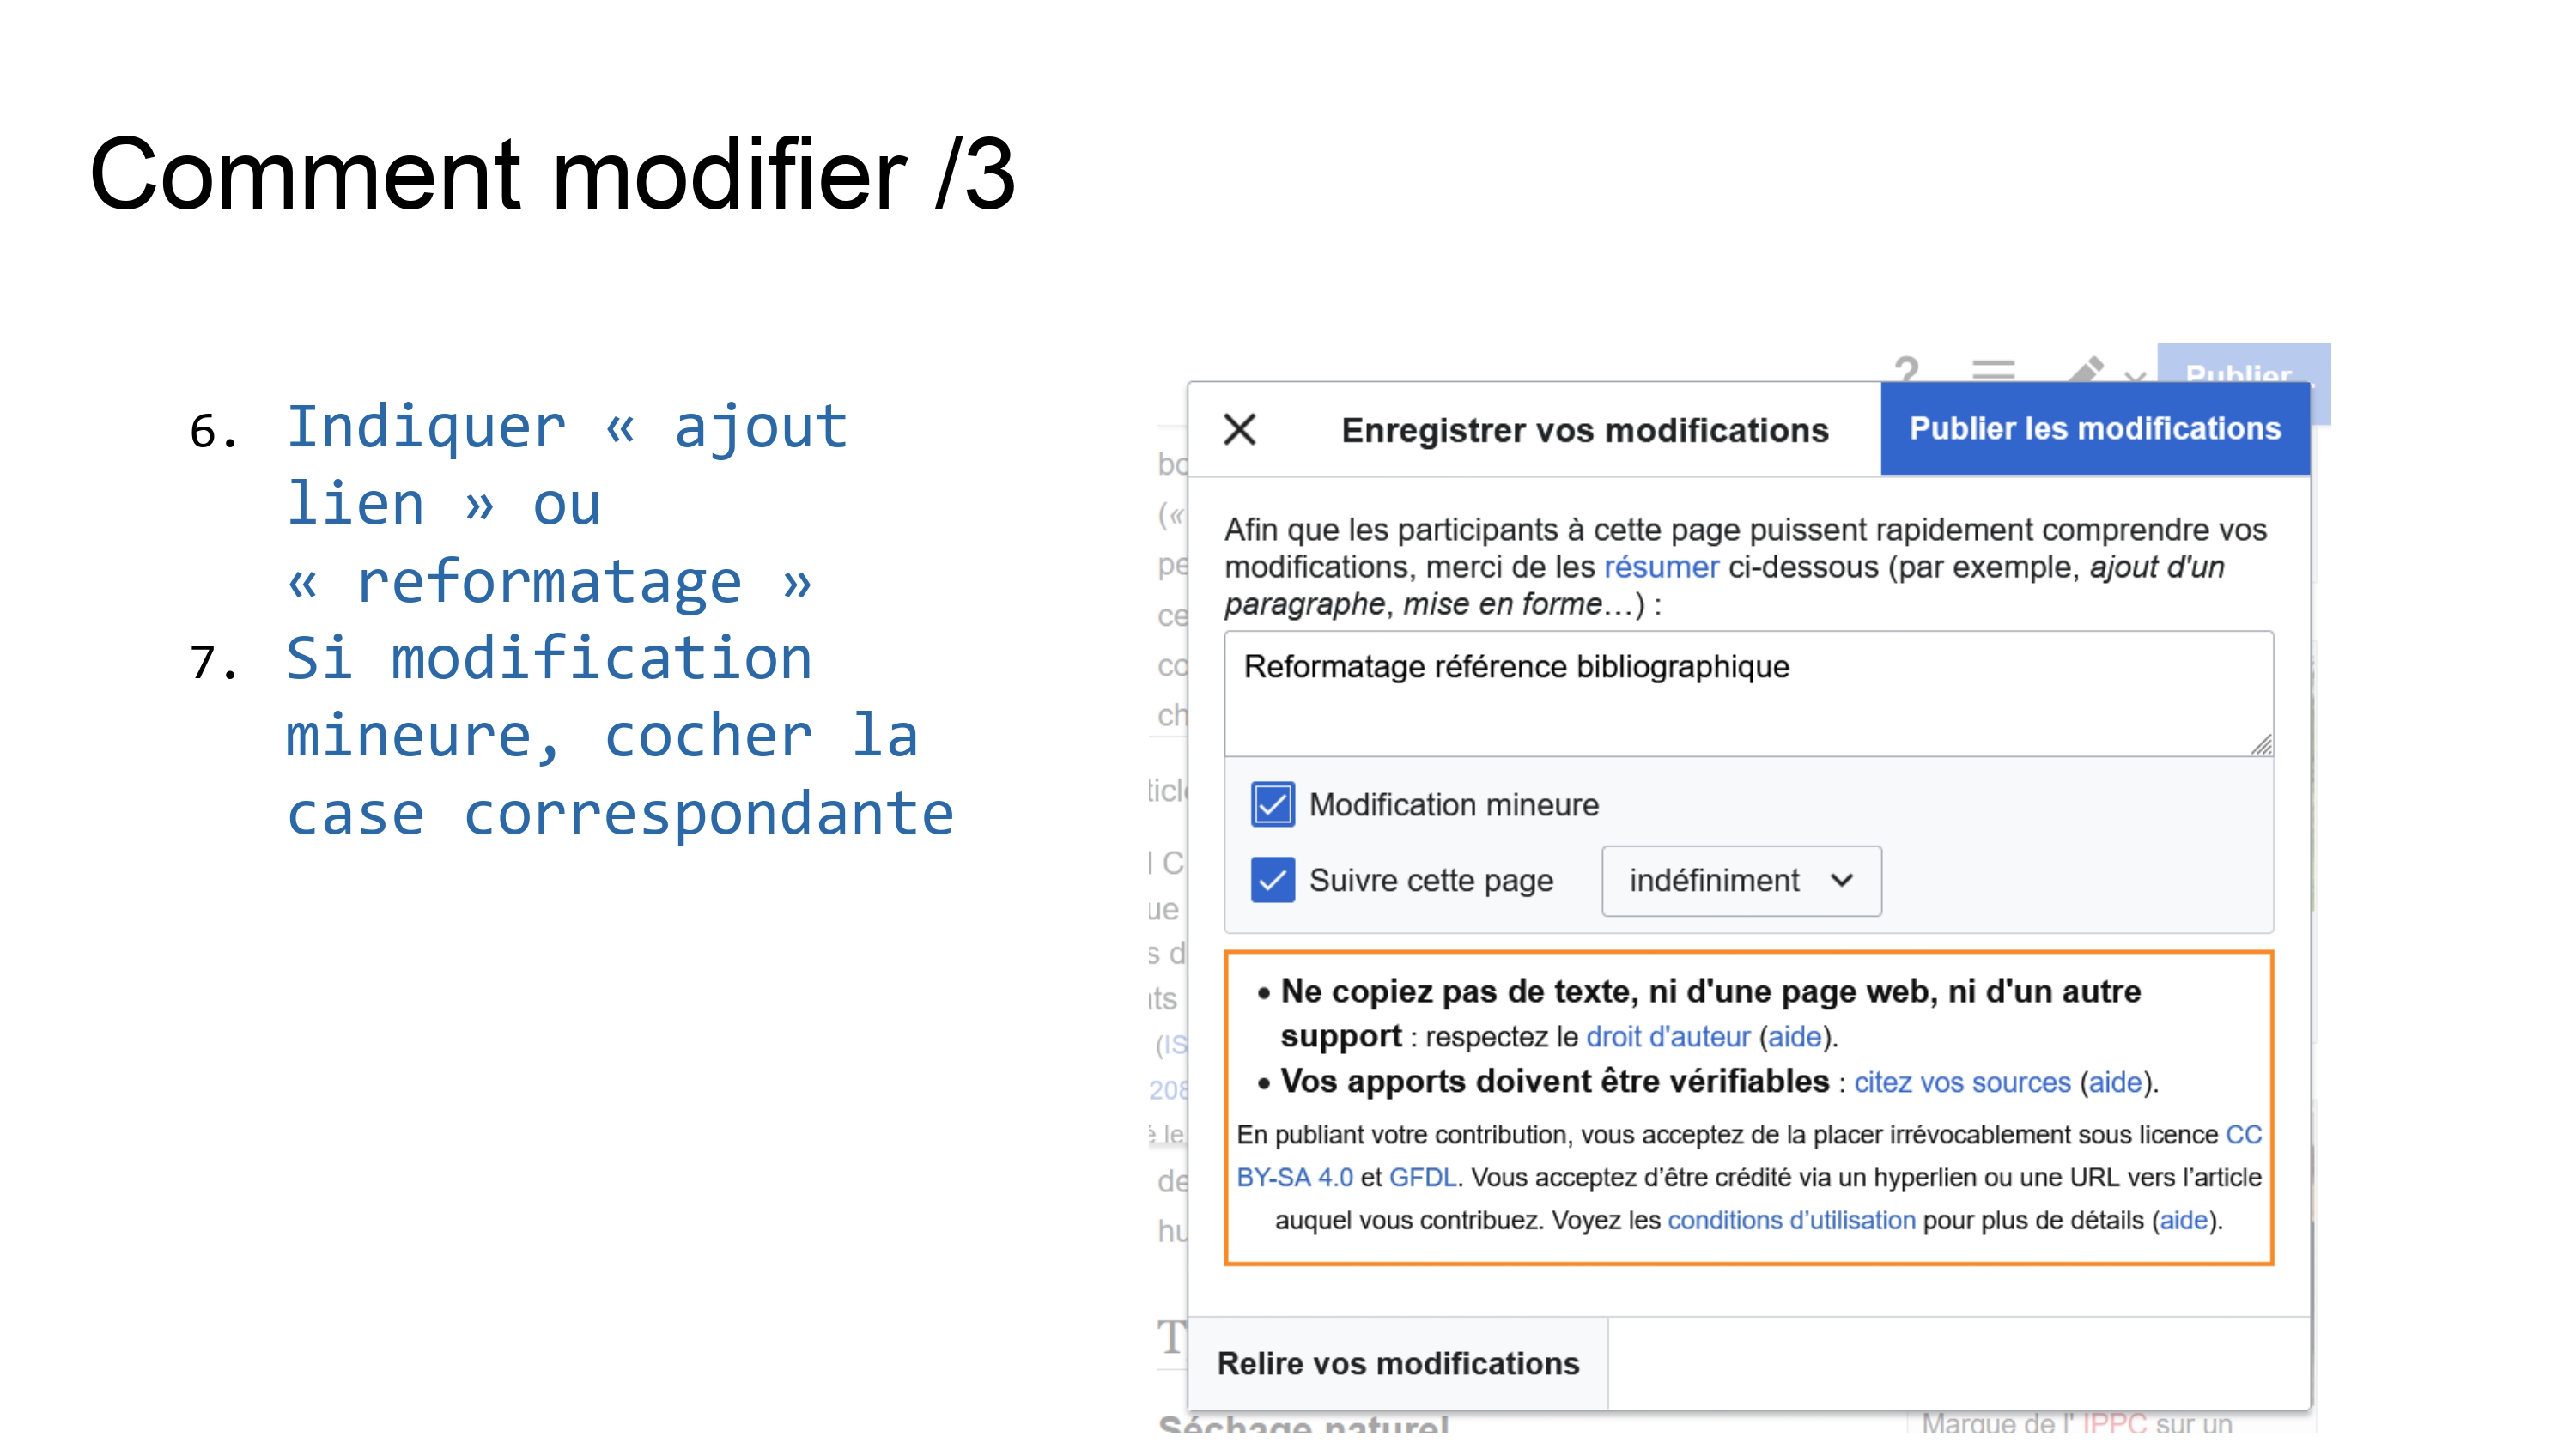 Comment modifier /3
6. Indiquer « ajout
lien » ou
« reformatage »
7. Si modification
mineure, cocher la
case correspondante
? Publier
Enregistrer vos modifications
Publier les modifications
Afin que les participants à cette page puissent rapidement comprendre vos
modifications, merci de les résumer ci-dessous (par exemple, ajout d'un
paragraphe, mise en forme…) :
Reformatage référence bibliographique
Modification mineure
Suivre cette page
indéfiniment
• Ne copiez pas de texte, ni d'une page web, ni d'un autre
support : respectez le droit d'auteur (aide).
• Vos apports doivent être vérifiables : citez vos sources (aide).
En publiant votre contribution, vous acceptez de la placer irrévocablement sous licence CC
BY-SA 4.0 et GFDL. Vous acceptez d’être crédité via un hyperlien ou une URL vers l’article
auquel vous contribuez. Voyez les conditions d’utilisation pour plus de détails (aide).
Relire vos modifications
Séchage naturel
Marque de l' IPPC sur un